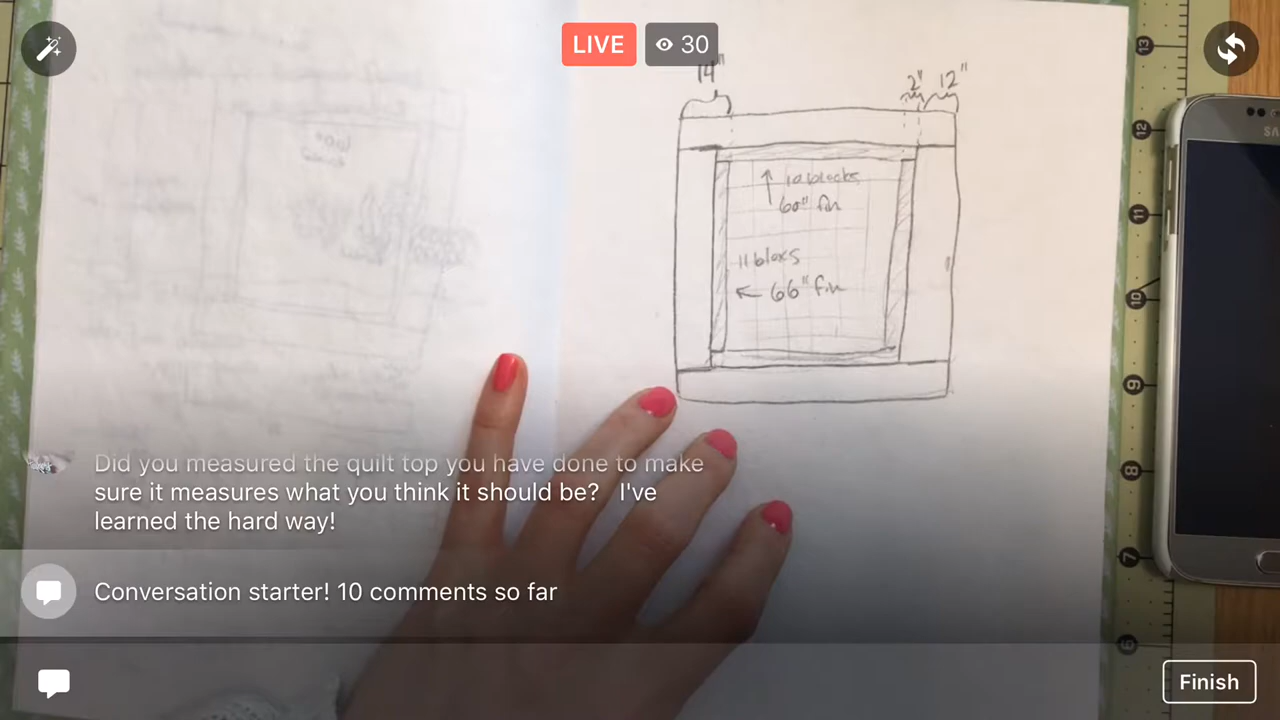 LIVE
30
14"
2"
12"
10 blocks
60" fin
11 blocs
66" fin
Did you measured the quilt top you have done to make
sure it measures what you think it should be? I've
learned the hard way!
Conversation starter! 10 comments so far
Finish
13
12
11
10
9
8
7
6